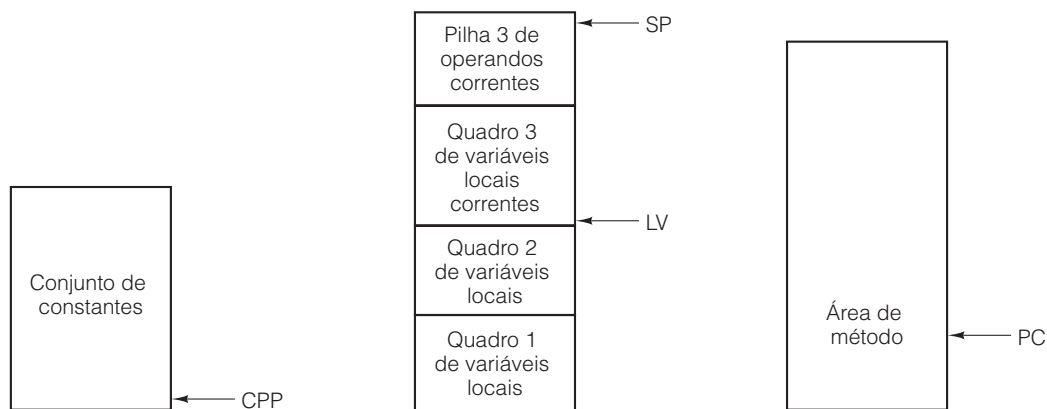 Pilha 3 de
operandos
correntes
SP
Quadro 3
de variáveis
locais
correntes
LV
Quadro 2
de variáveis
locais
Quadro 1
de variáveis
locais
Conjunto de
constantes
CPP
Área de
método
PC